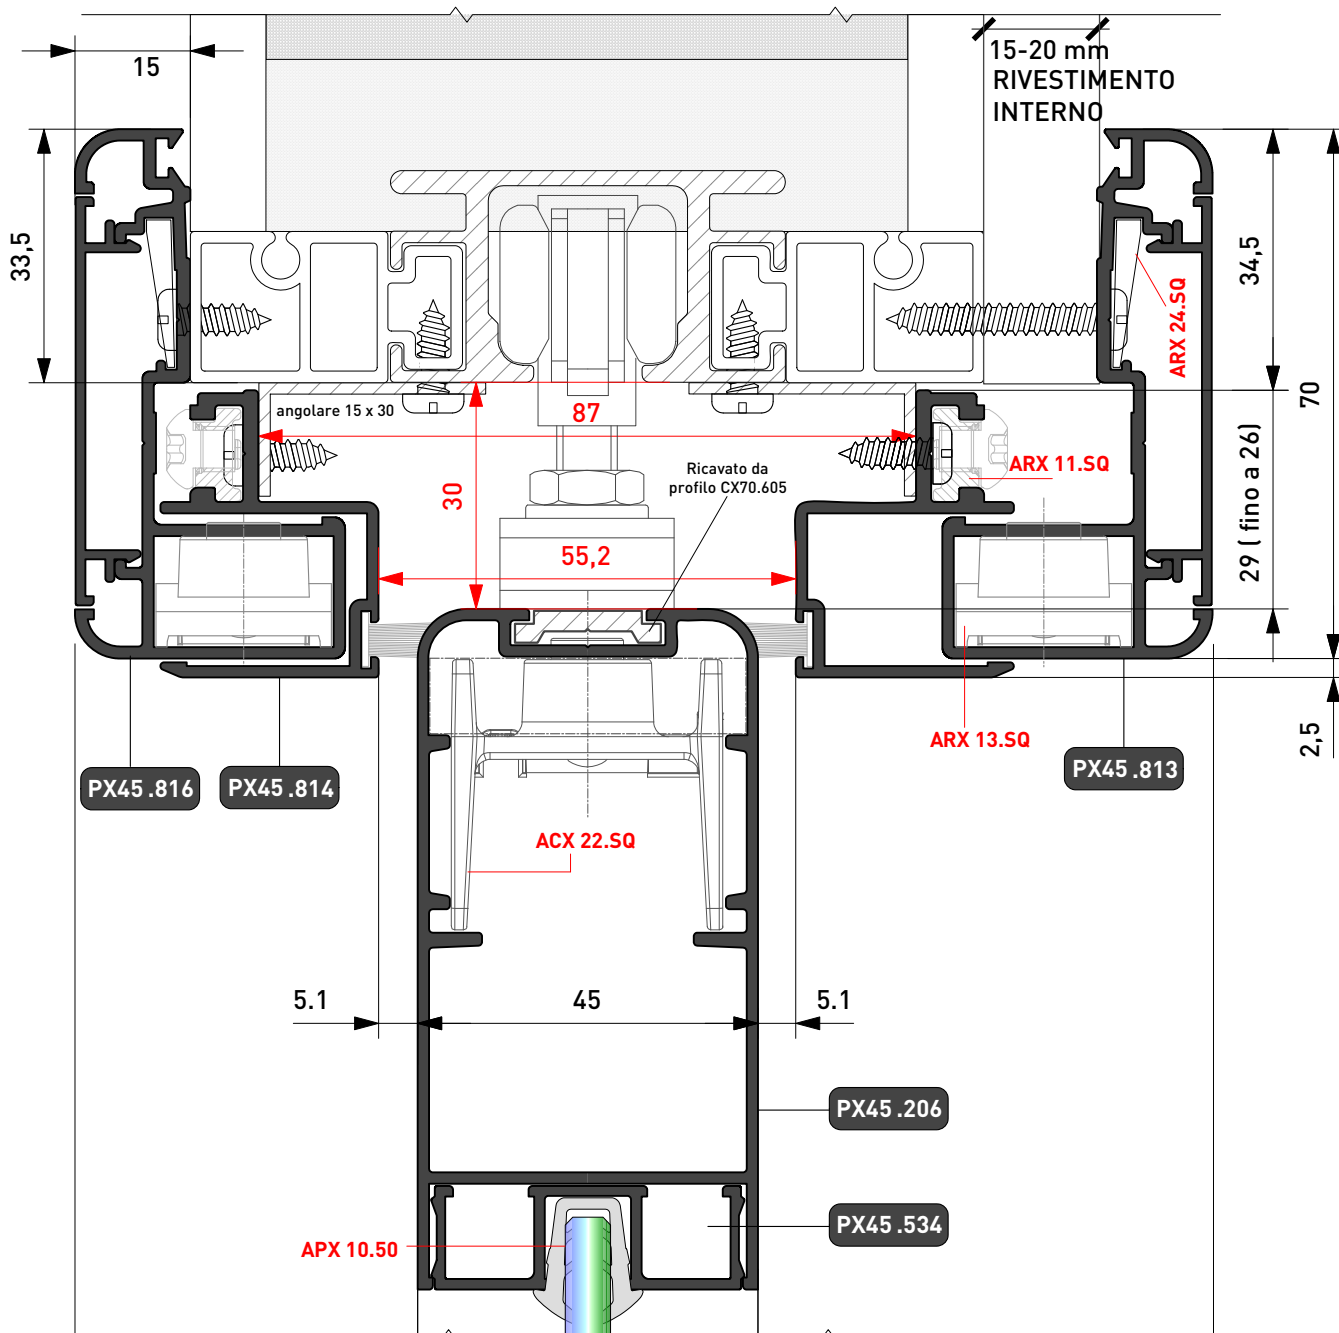 15
15-20 mm
RIVESTIMENTO
INTERNO
33,5
34,5
ARX 24.SQ
70
angolare 15 x 30
87
Ricavato da
profilo CX70.605
ARX 11.SQ
30
29 ( fino a 26)
55,2
2,5
ARX 13.SQ
PX45.816
PX45.814
PX45.813
ACX 22.SQ
5.1
45
5.1
PX45.206
PX45.534
APX 10.50